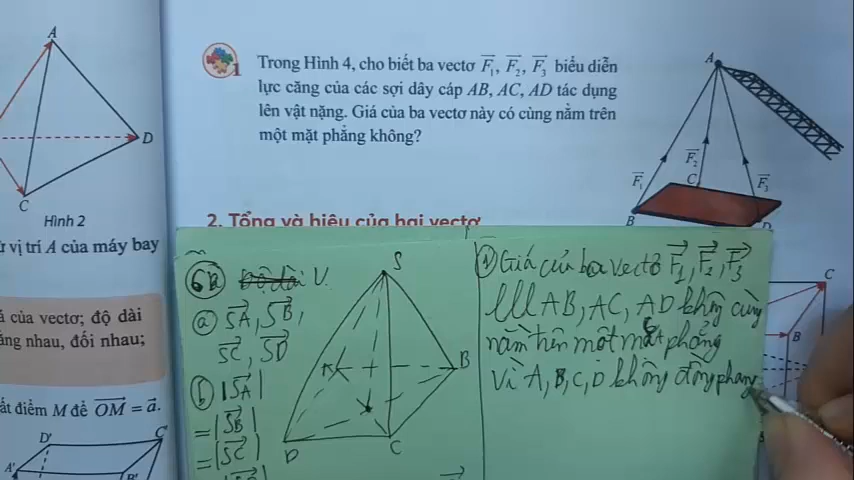 A
D
C
Hình 2
ử vị trí A của máy bay
á của vectơ; độ dài
ằng nhau, đối nhau;
ất điểm M để OM = a.
D'
C'
A'
B'
1
Trong Hình 4, cho biết ba vectơ F₁, F₂, F₃ biểu diễn
lực căng của các sợi dây cáp AB, AC, AD tác dụng
lên vật nặng. Giá của ba vectơ này có cùng nằm trên
một mặt phẳng không?
A
F₁
F₂
F₃
C
B
D
2. Tổng và hiệu của hai vectơ
C
B
V.
a SA, SB,
SC, SD
b |SA|
= |SB|
= |SC|
S
B
C
D
1 Giá của ba vectơ F₁, F₂, F₃
AB, AC, AD không cùng
nằm trên một mặt phẳng
Vì A, B, C, D không đồng phẳng